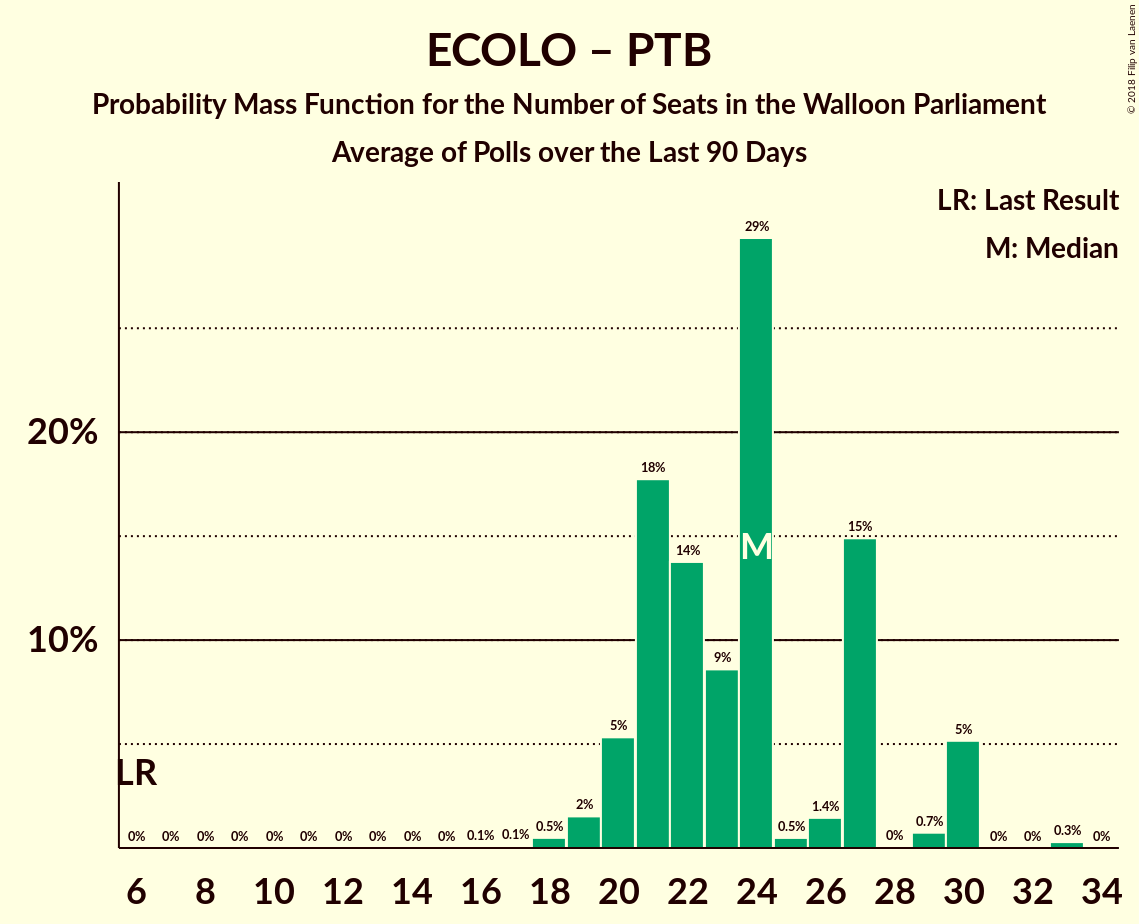 ECOLO – PTB
Probability Mass Function for the Number of Seats in the Walloon Parliament
Average of Polls over the Last 90 Days
© 2018 Filip van Laenen
LR: Last Result
M: Median
20%
10%
LR
M
0% 0% 0% 0% 0% 0% 0% 0% 0% 0% 0.1% 0.1% 0.5% 2% 5% 18% 14% 9% 29% 0.5% 1.4% 15% 0% 0.7% 5% 0% 0% 0.3% 0%
6 8 10 12 14 16 18 20 22 24 26 28 30 32 34